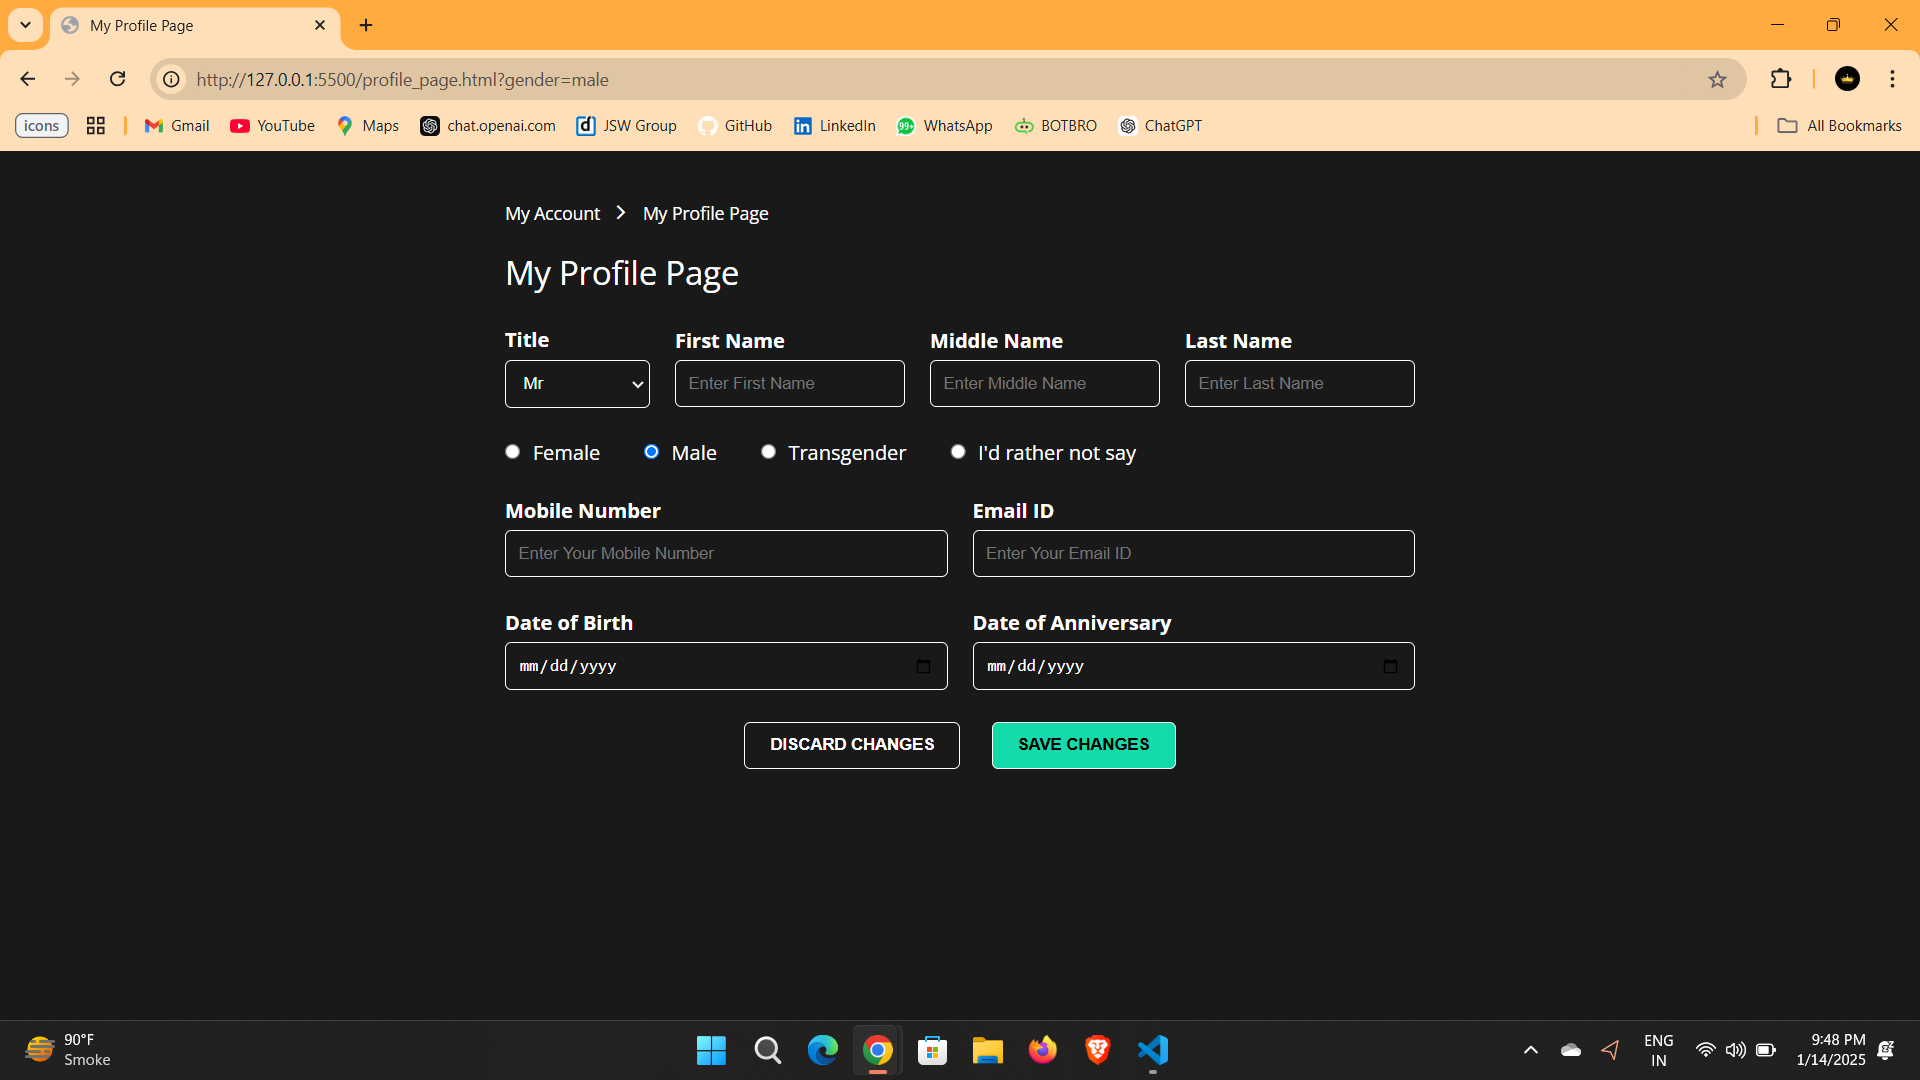 My Profile Page
http://127.0.0.1:5500/profile_page.html?gender=male
icons Gmail YouTube Maps chat.openai.com JSW Group GitHub LinkedIn 99+ WhatsApp BOTBRO ChatGPT All Bookmarks
My Account My Profile Page
My Profile Page
Title First Name Middle Name Last Name
Mr Enter First Name Enter Middle Name Enter Last Name
Female Male Transgender I'd rather not say
Mobile Number Email ID
Enter Your Mobile Number Enter Your Email ID
Date of Birth Date of Anniversary
mm/dd/yyyy mm/dd/yyyy
DISCARD CHANGES SAVE CHANGES
90°F
Smoke
ENG
IN
9:48 PM
1/14/2025